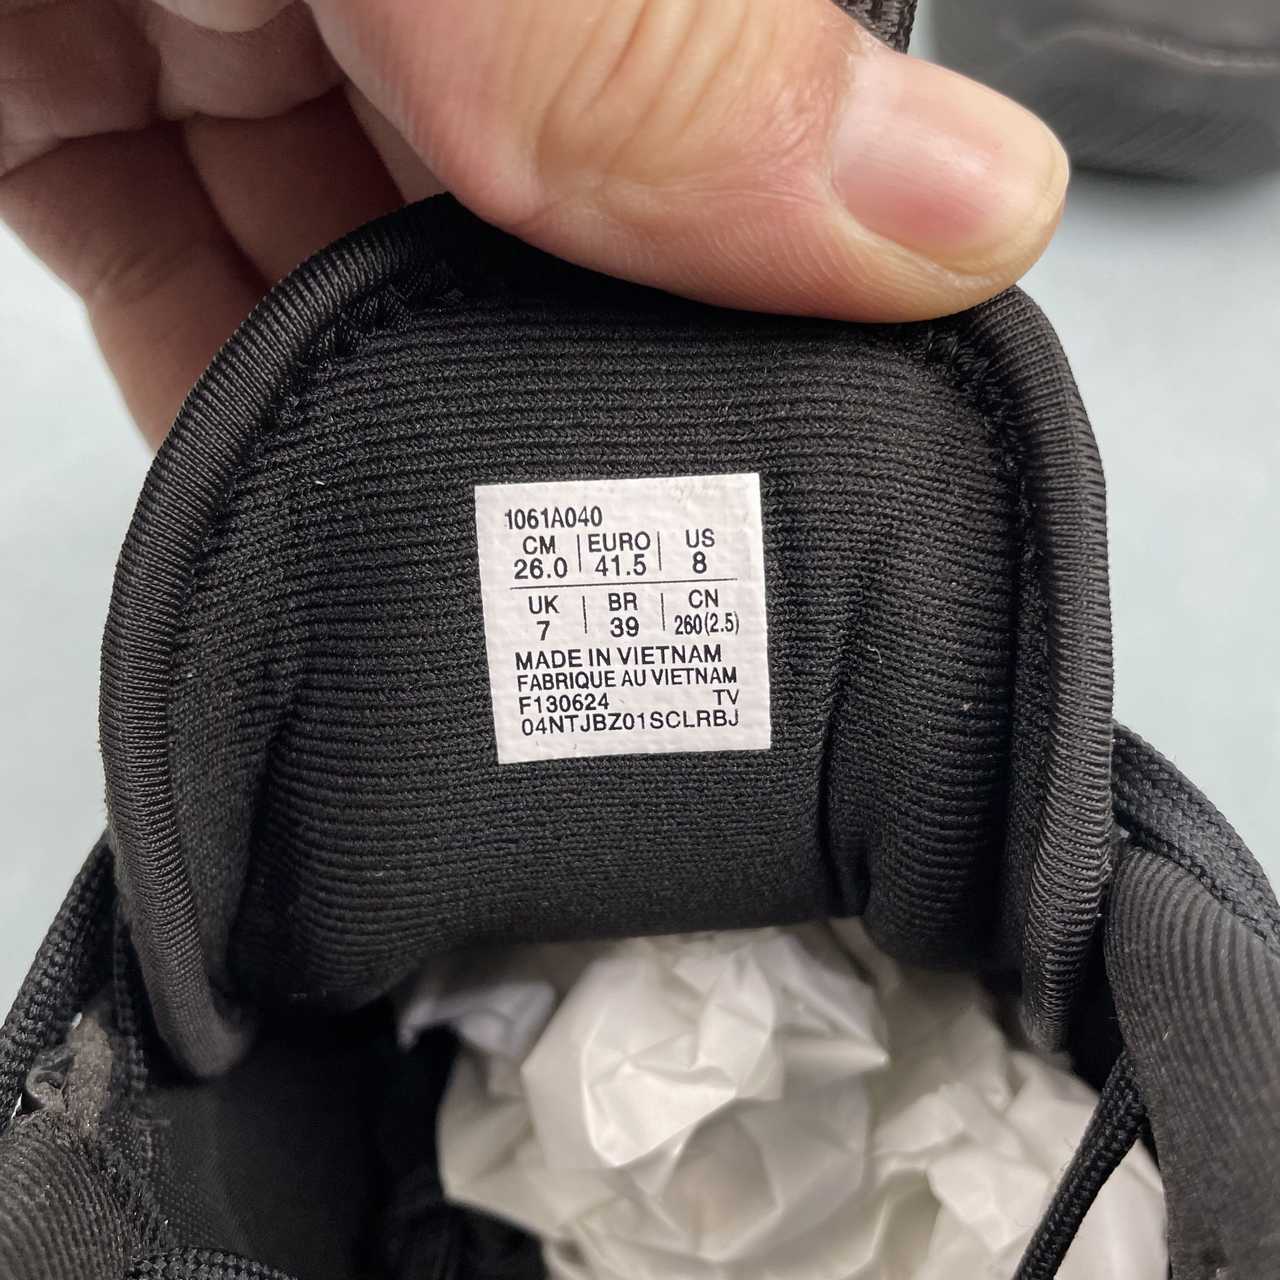 1061A040
CM | EURO | US
26.0 | 41.5 | 8
UK | BR | CN
7 | 39 | 260(2.5)
MADE IN VIETNAM
FABRIQUE AU VIETNAM
F130624 TV
04NTJBZ01SCLRBJ